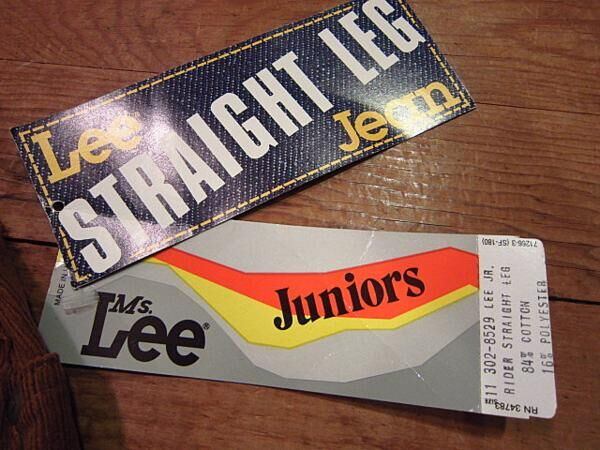 Lee
STRAIGHT LEG
Jean
MADE IN
Ms.
Lee®
Juniors
71266-3 (SF-180)
11 302-8529 LEE JR.
RIDER STRAIGHT LEG
84% COTTON
16% POLYESTER
SIZE
RN 34783